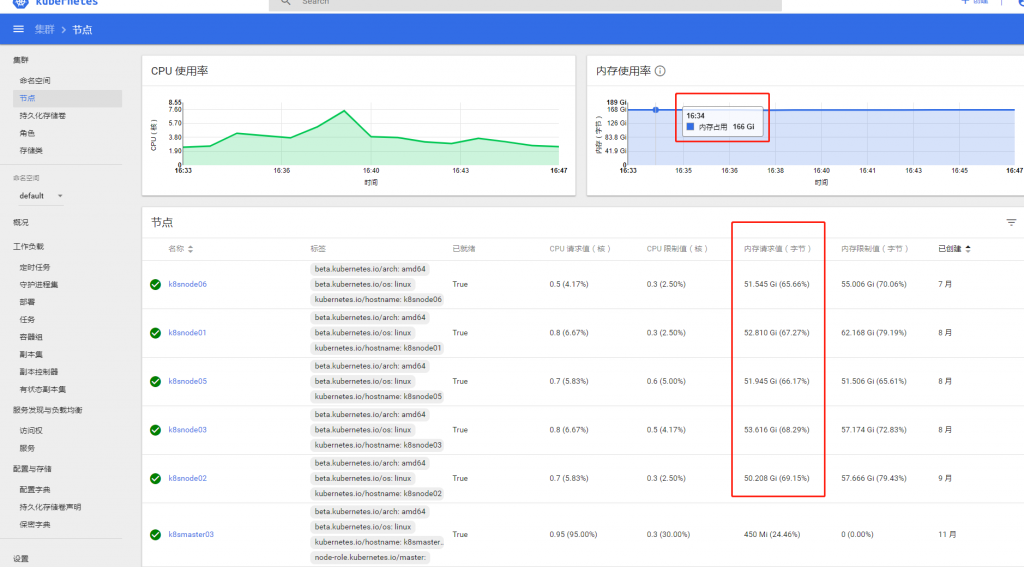 kubernetes
Search
集群 > 节点
集群
命名空间
节点
持久化存储卷
角色
存储类
命名空间
default
概况
工作负载
定时任务
守护进程集
部署
任务
容器组
副本集
副本控制器
有状态副本集
服务发现与负载均衡
访问权
服务
配置与存储
配置字典
持久化存储卷声明
保密字典
设置
CPU 使用率
CPU（核）
8.55
7.60
5.70
3.80
1.90
0
16:33 16:36 16:40 16:43 16:47
时间
内存使用率
内存（字节）
189 Gi
168 Gi
126 Gi
83.8 Gi
41.9 Gi
0
16:34
内存占用 166 Gi
16:33 16:35 16:36 16:38 16:40 16:41 16:43 16:45 16:47
时间
节点
名称 标签 已就绪 CPU 请求值（核） CPU 限制值（核） 内存请求值（字节） 内存限制值（字节） 已创建
beta.kubernetes.io/arch: amd64
k8snode06 beta.kubernetes.io/os: linux True 0.5 (4.17%) 0.3 (2.50%) 51.545 Gi (65.66%) 55.006 Gi (70.06%) 7 月
kubernetes.io/hostname: k8snode06
beta.kubernetes.io/arch: amd64
k8snode01 beta.kubernetes.io/os: linux True 0.8 (6.67%) 0.3 (2.50%) 52.810 Gi (67.27%) 62.168 Gi (79.19%) 8 月
kubernetes.io/hostname: k8snode01
beta.kubernetes.io/arch: amd64
k8snode05 beta.kubernetes.io/os: linux True 0.7 (5.83%) 0.6 (5.00%) 51.945 Gi (66.17%) 51.506 Gi (65.61%) 8 月
kubernetes.io/hostname: k8snode05
beta.kubernetes.io/arch: amd64
k8snode03 beta.kubernetes.io/os: linux True 0.8 (6.67%) 0.5 (4.17%) 53.616 Gi (68.29%) 57.174 Gi (72.83%) 8 月
kubernetes.io/hostname: k8snode03
beta.kubernetes.io/arch: amd64
k8snode02 beta.kubernetes.io/os: linux True 0.7 (5.83%) 0.3 (2.50%) 50.208 Gi (69.15%) 57.666 Gi (79.43%) 9 月
kubernetes.io/hostname: k8snode02
beta.kubernetes.io/arch: amd64
beta.kubernetes.io/os: linux
k8smaster03 True 0.95 (95.00%) 0.3 (30.00%) 450 Mi (24.46%) 0 (0.00%) 11 月
kubernetes.io/hostname: k8smaster..
node-role.kubernetes.io/master: